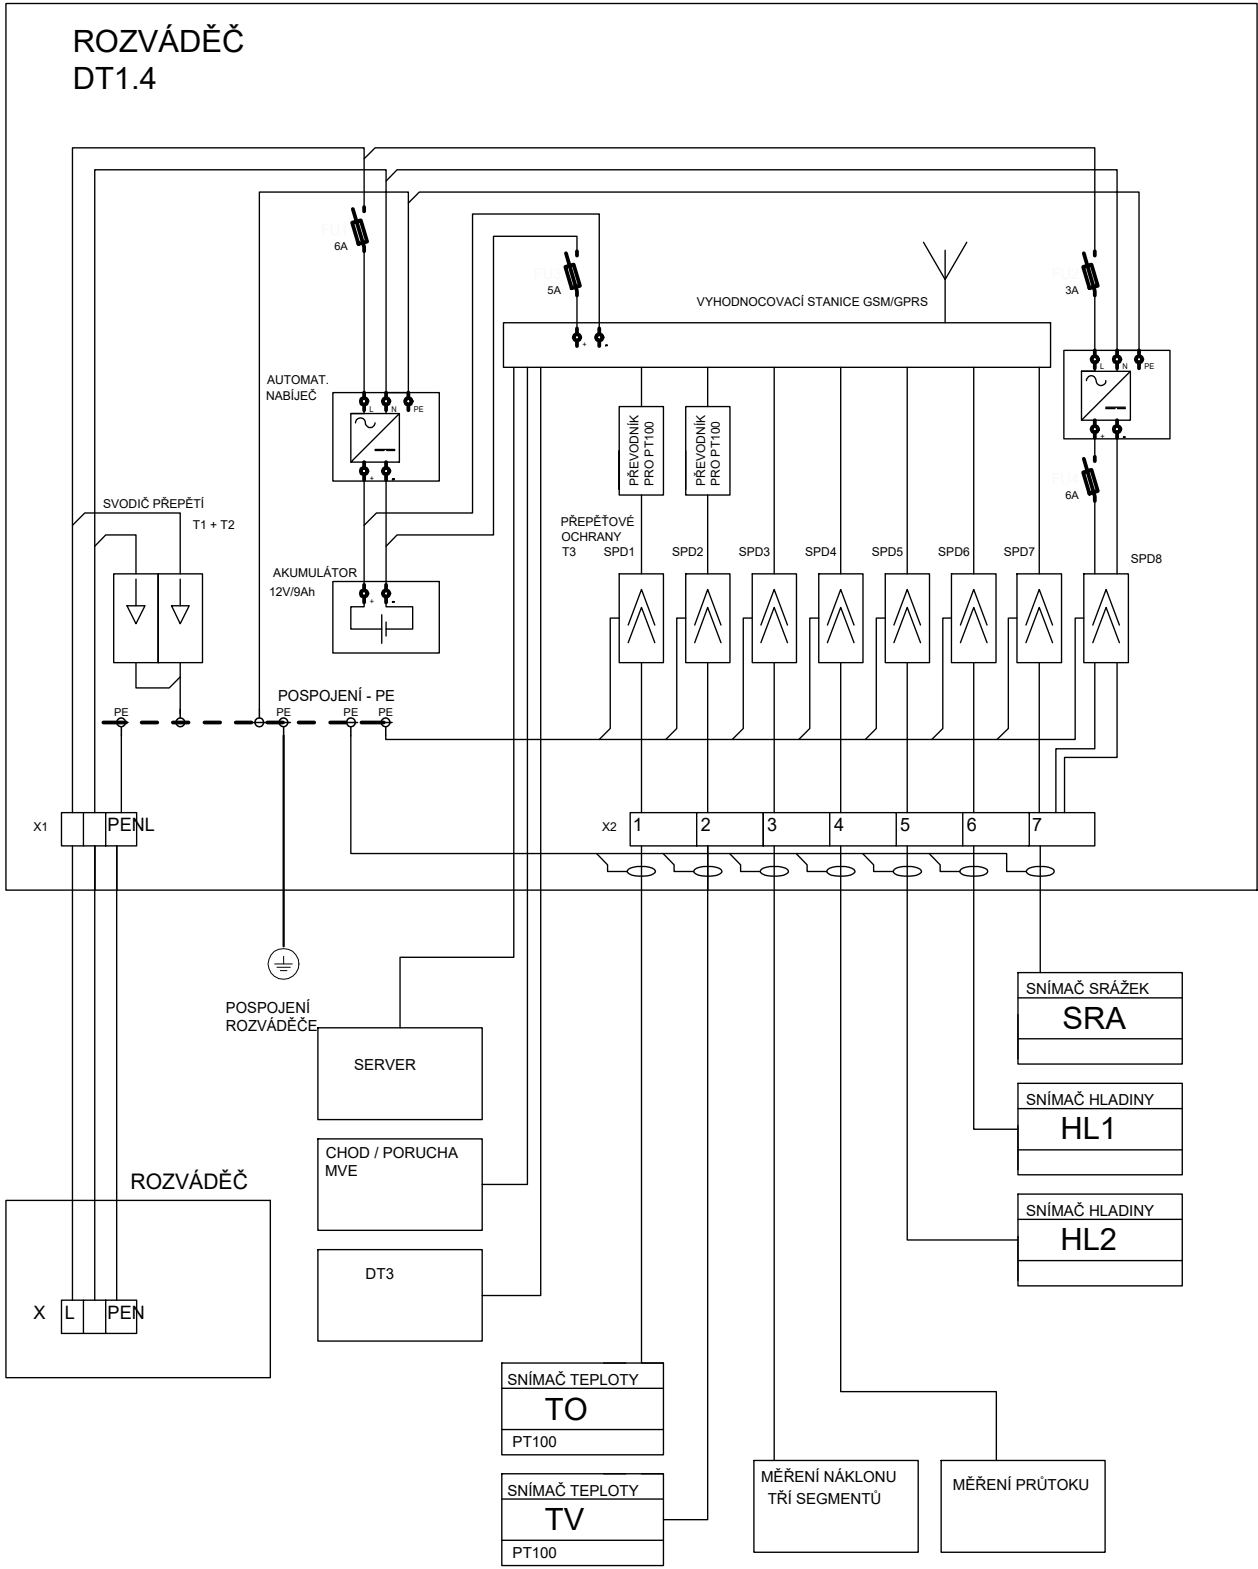 ROZVÁDĚČ
DT1.4
6A
5A
3A
VYHODNOCOVACÍ STANICE GSM/GPRS
+ -
L N PE
AUTOMAT.
NABÍJEČ
L N PE
+ -
PŘEVODNÍK
PRO PT100
PŘEVODNÍK
PRO PT100
+ -
6A
SVODIČ PŘEPĚTÍ
T1 + T2
PŘEPĚŤOVÉ
OCHRANY
T3 SPD1 SPD2 SPD3 SPD4 SPD5 SPD6 SPD7 SPD8
AKUMULÁTOR
12V/9Ah
+ -
POSPOJENÍ - PE
PE PE PE PE
X1 PENL
X2 1 2 3 4 5 6 7
POSPOJENÍ
ROZVÁDĚČE
SNÍMAČ SRÁŽEK
SRA
SERVER
SNÍMAČ HLADINY
HL1
CHOD / PORUCHA
MVE
ROZVÁDĚČ
SNÍMAČ HLADINY
HL2
DT3
X L PEN
SNÍMAČ TEPLOTY
TO
PT100
SNÍMAČ TEPLOTY
TV
PT100
MĚŘENÍ NÁKLONU
TŘÍ SEGMENTŮ
MĚŘENÍ PRŮTOKU